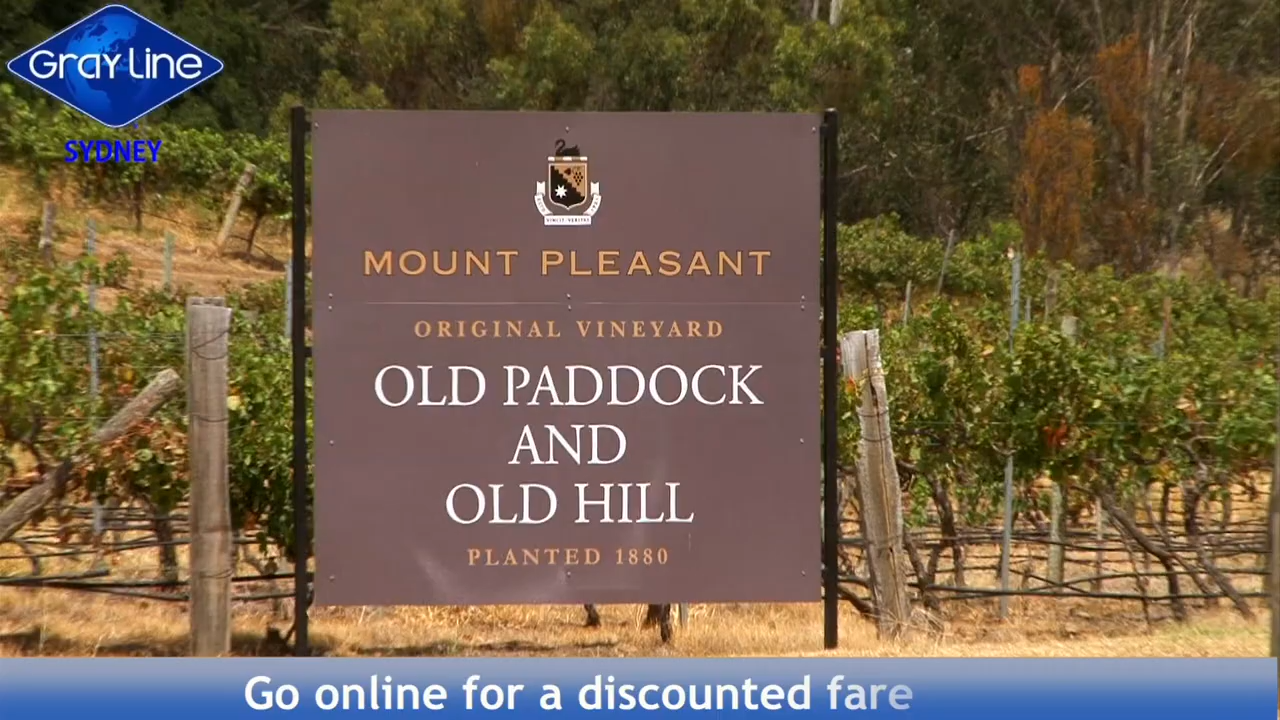 Gray Line
SYDNEY
MOUNT PLEASANT
ORIGINAL VINEYARD
OLD PADDOCK
AND
OLD HILL
PLANTED 1880
Go online for a discounted fare